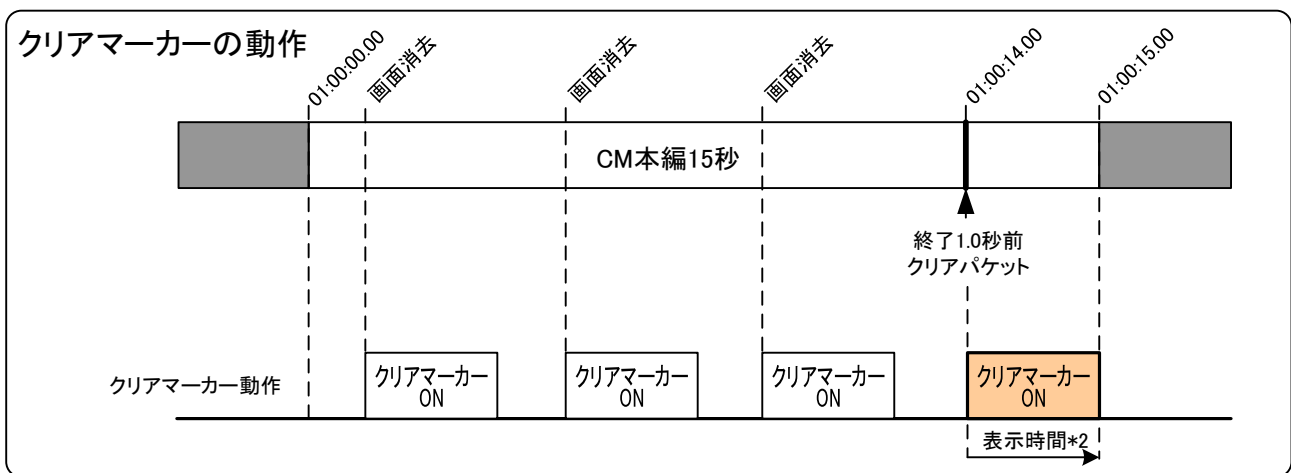 クリアマーカーの動作
01:00:00.00
画面消去
画面消去
画面消去
01:00:14.00
01:00:15.00
CM本編15秒
終了1.0秒前
クリアパケット
クリアマーカー動作
クリアマーカー
ON
クリアマーカー
ON
クリアマーカー
ON
クリアマーカー
ON
表示時間*2